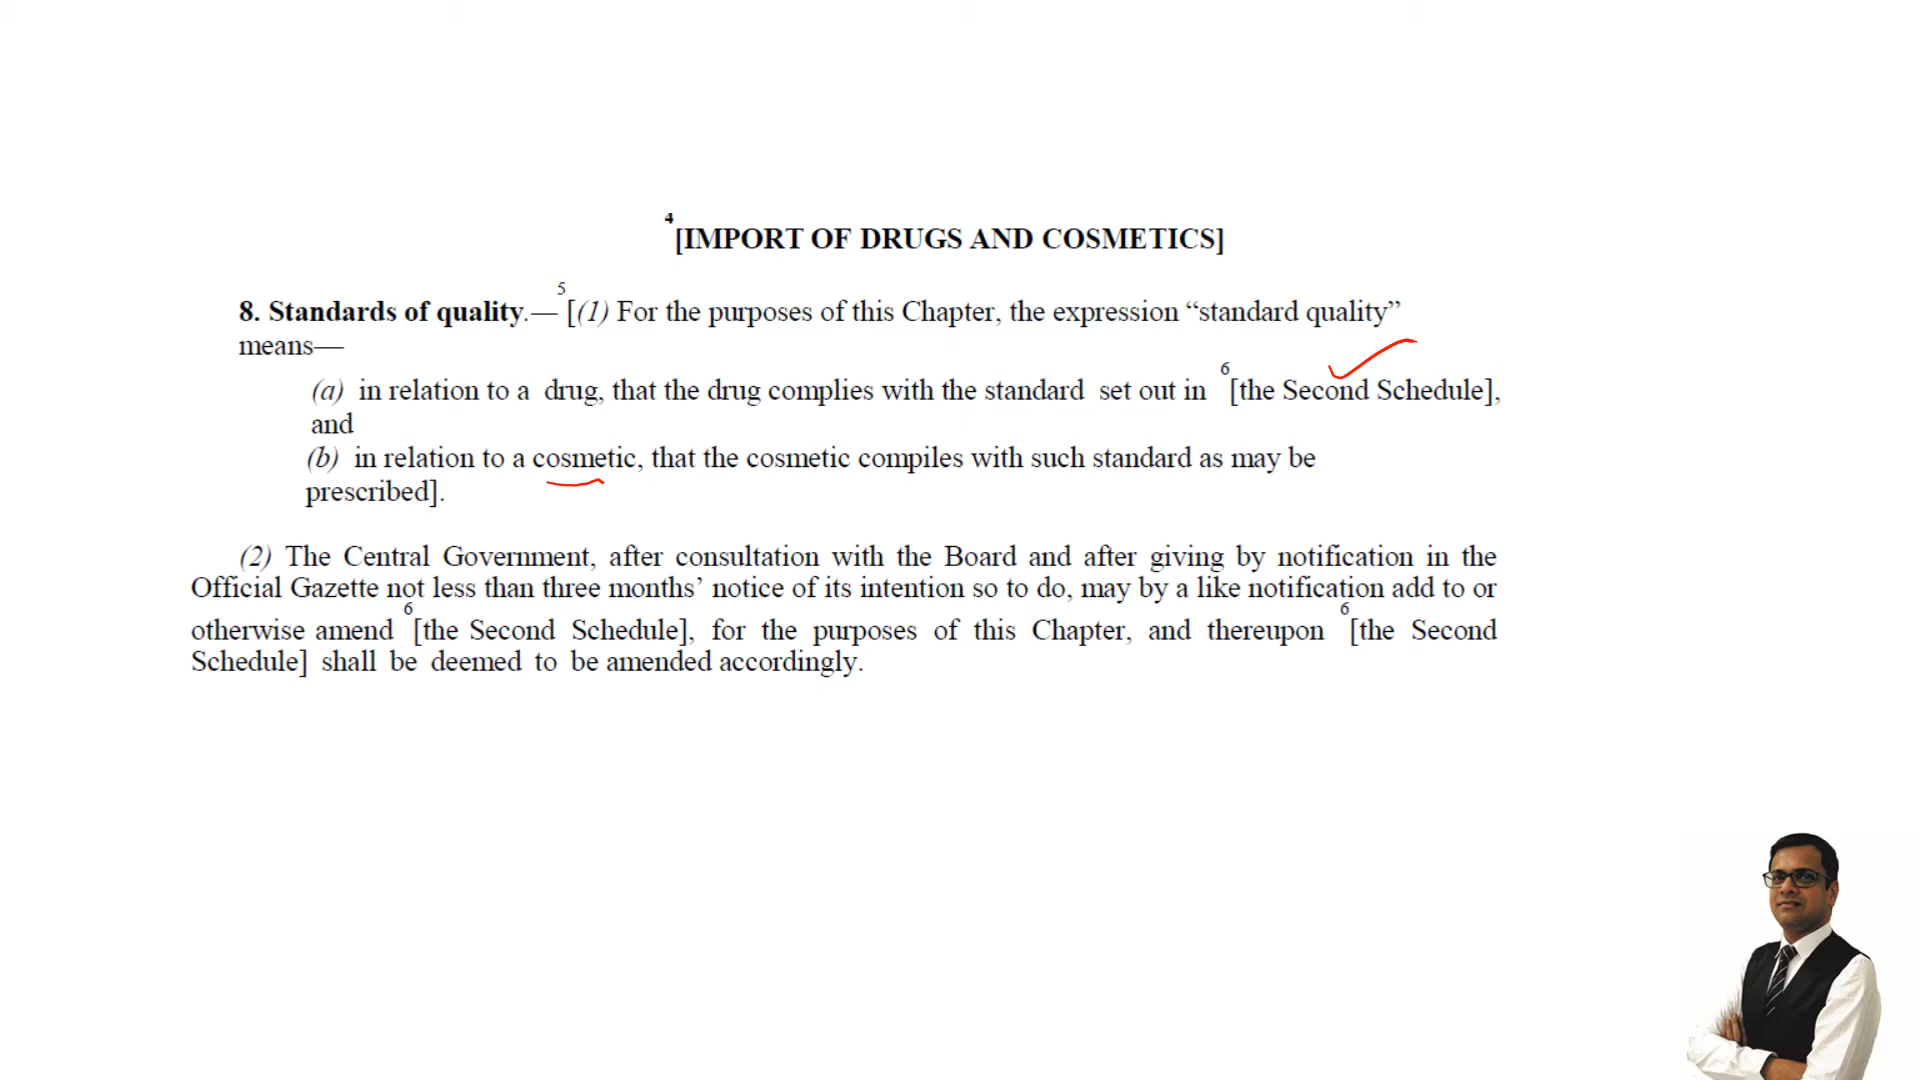 4
[IMPORT OF DRUGS AND COSMETICS]
8. Standards of quality.— 5[(1) For the purposes of this Chapter, the expression “standard quality”
means—
(a) in relation to a drug, that the drug complies with the standard set out in 6[the Second Schedule],
and
(b) in relation to a cosmetic, that the cosmetic compiles with such standard as may be
prescribed].
(2) The Central Government, after consultation with the Board and after giving by notification in the
Official Gazette not less than three months’ notice of its intention so to do, may by a like notification add to or
otherwise amend 6[the Second Schedule], for the purposes of this Chapter, and thereupon 6[the Second
Schedule] shall be deemed to be amended accordingly.